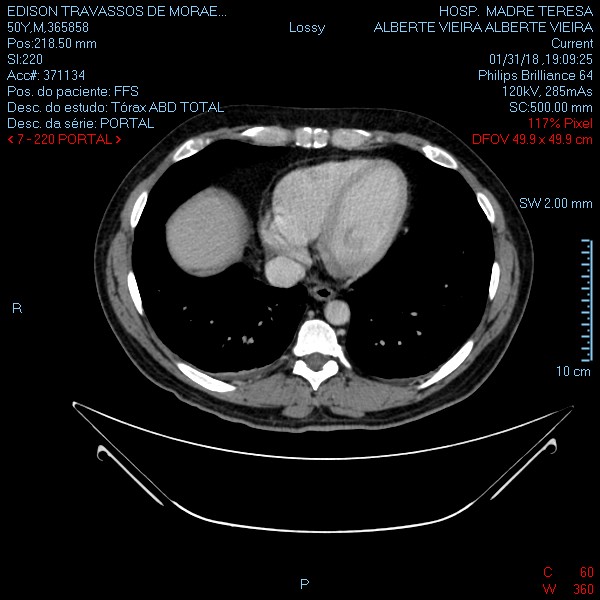 EDISON TRAVASSOS DE MORAE...
50Y,M,365858
Pos:218.50 mm
SI:220
Acc#: 371134
Pos. do paciente: FFS
Desc. do estudo: Tórax ABD TOTAL
Desc. da série: PORTAL
< 7 - 220 PORTAL >
Lossy
HOSP. MADRE TERESA
ALBERTE VIEIRA ALBERTE VIEIRA
Current
01/31/18 ,19:09:25
Philips Brilliance 64
120kV, 285mAs
SC:500.00 mm
117% Pixel
DFOV 49.9 x 49.9 cm
SW 2.00 mm
R
10 cm
P
C 60
W 360